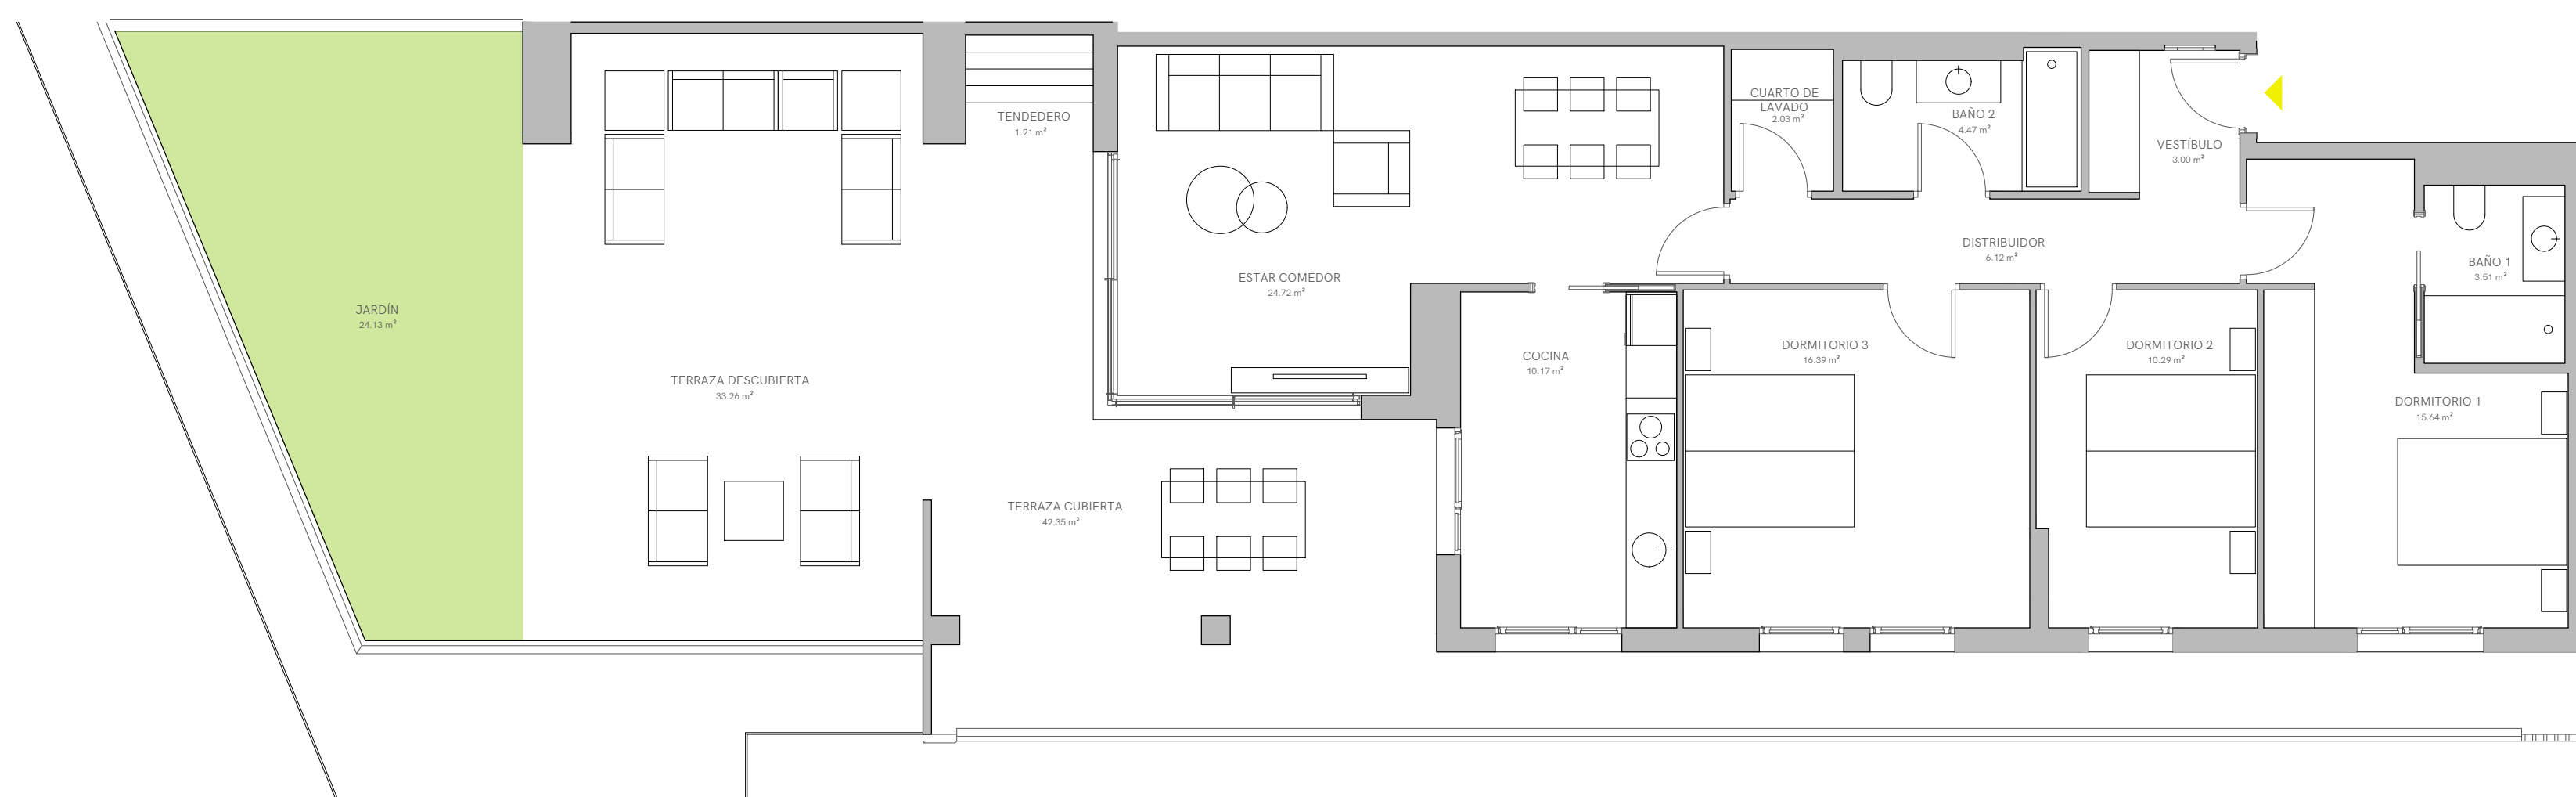 JARDÍN
24.13 m²
TERRAZA DESCUBIERTA
33.26 m²
TENDEDERO
1.21 m²
TERRAZA CUBIERTA
42.35 m²
ESTAR COMEDOR
24.72 m²
COCINA
10.17 m²
CUARTO DE
LAVADO
2.03 m²
BAÑO 2
4.47 m²
VESTÍBULO
3.00 m²
DISTRIBUIDOR
6.12 m²
DORMITORIO 3
16.39 m²
DORMITORIO 2
10.29 m²
BAÑO 1
3.51 m²
DORMITORIO 1
15.64 m²